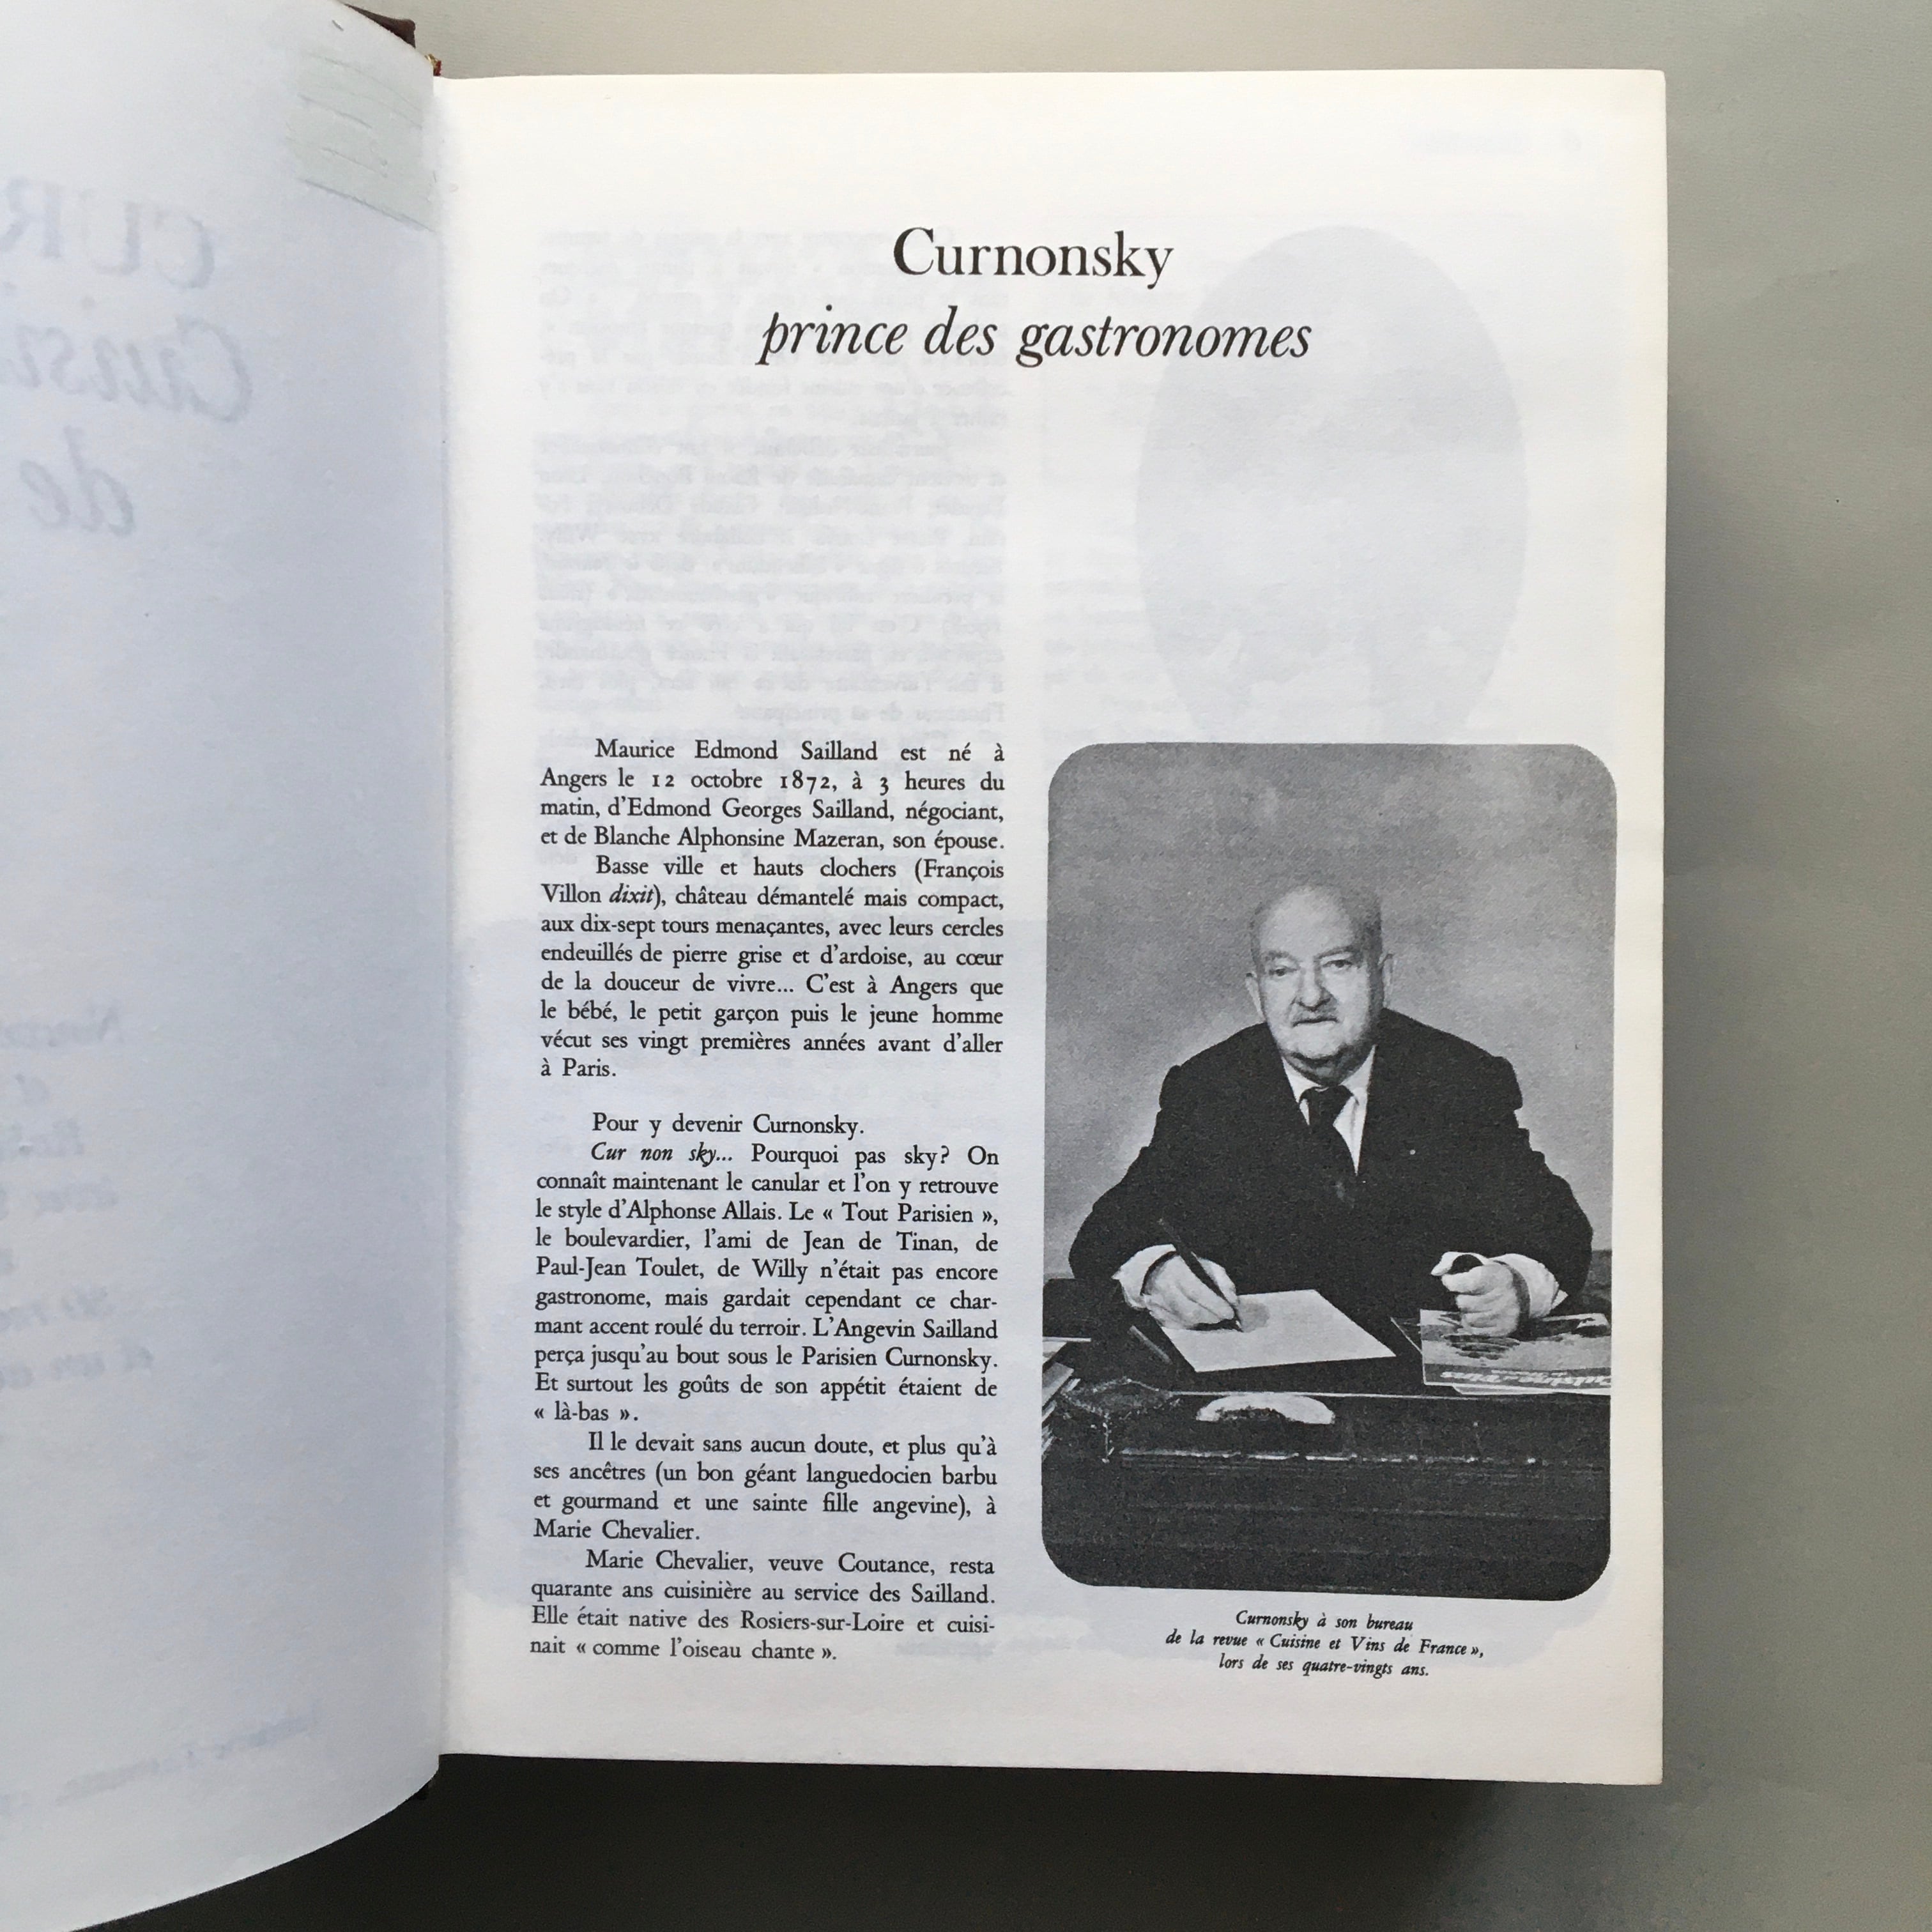 Curnonsky
prince des gastronomes
Maurice Edmond Sailland est né à
Angers le 12 octobre 1872, à 3 heures du
matin, d'Edmond Georges Sailland, négociant,
et de Blanche Alphonsine Mazeran, son épouse.
Basse ville et hauts clochers (François
Villon dixit), château démantelé mais compact,
aux dix-sept tours menaçantes, avec leurs cercles
endeuillés de pierre grise et d'ardoise, au cœur
de la douceur de vivre... C'est à Angers que
le bébé, le petit garçon puis le jeune homme
vécut ses vingt premières années avant d'aller
à Paris.
Pour y devenir Curnonsky.
Cur non sky... Pourquoi pas sky? On
connaît maintenant le canular et l'on y retrouve
le style d'Alphonse Allais. Le « Tout Parisien »,
le boulevardier, l'ami de Jean de Tinan, de
Paul-Jean Toulet, de Willy n'était pas encore
gastronome, mais gardait cependant ce char-
mant accent roulé du terroir. L'Angevin Sailland
perça jusqu'au bout sous le Parisien Curnonsky.
Et surtout les goûts de son appétit étaient de
« là-bas ».
Il le devait sans aucun doute, et plus qu'à
ses ancêtres (un bon géant languedocien barbu
et gourmand et une sainte fille angevine), à
Marie Chevalier.
Marie Chevalier, veuve Coutance, resta
quarante ans cuisinière au service des Sailland.
Elle était native des Rosiers-sur-Loire et cuisi-
nait « comme l'oiseau chante ».
Curnonsky à son bureau
de la revue « Cuisine et Vins de France »,
lors de ses quatre-vingts ans.